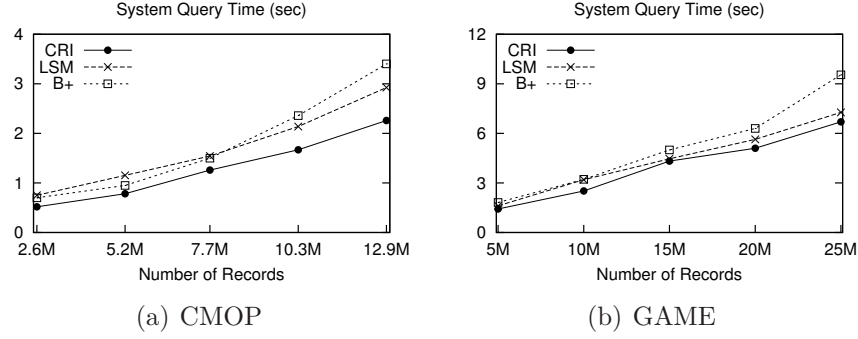 System Query Time (sec)
4
3
2
1
0
CRI
LSM
B+
2.6M 5.2M 7.7M 10.3M 12.9M
Number of Records
(a) CMOP
System Query Time (sec)
12
9
6
3
0
CRI
LSM
B+
5M 10M 15M 20M 25M
Number of Records
(b) GAME